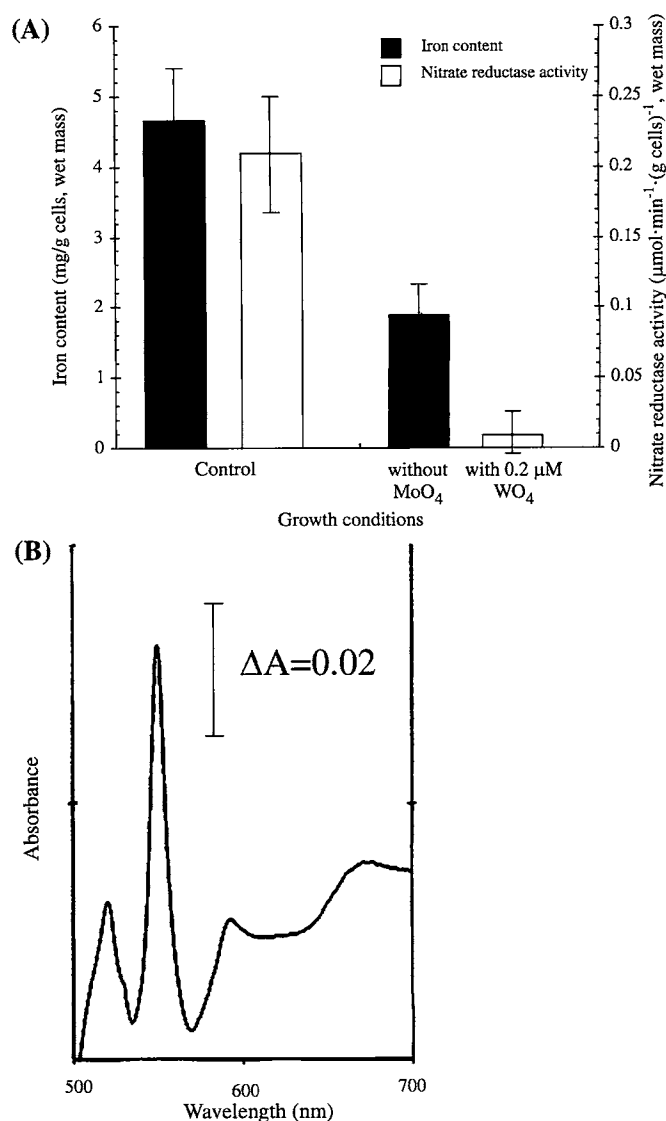 (A)
Iron content (mg/g cells, wet mass)
6
5
4
3
2
1
0
Iron content
Nitrate reductase activity
0.3
0.25
0.2
0.15
0.1
0.05
0
Nitrate reductase activity (μmol·min⁻¹·(g cells)⁻¹, wet mass)
Control
without
MoO₄
with 0.2 μM
WO₄
Growth conditions
(B)
ΔA=0.02
Absorbance
500
600
700
Wavelength (nm)